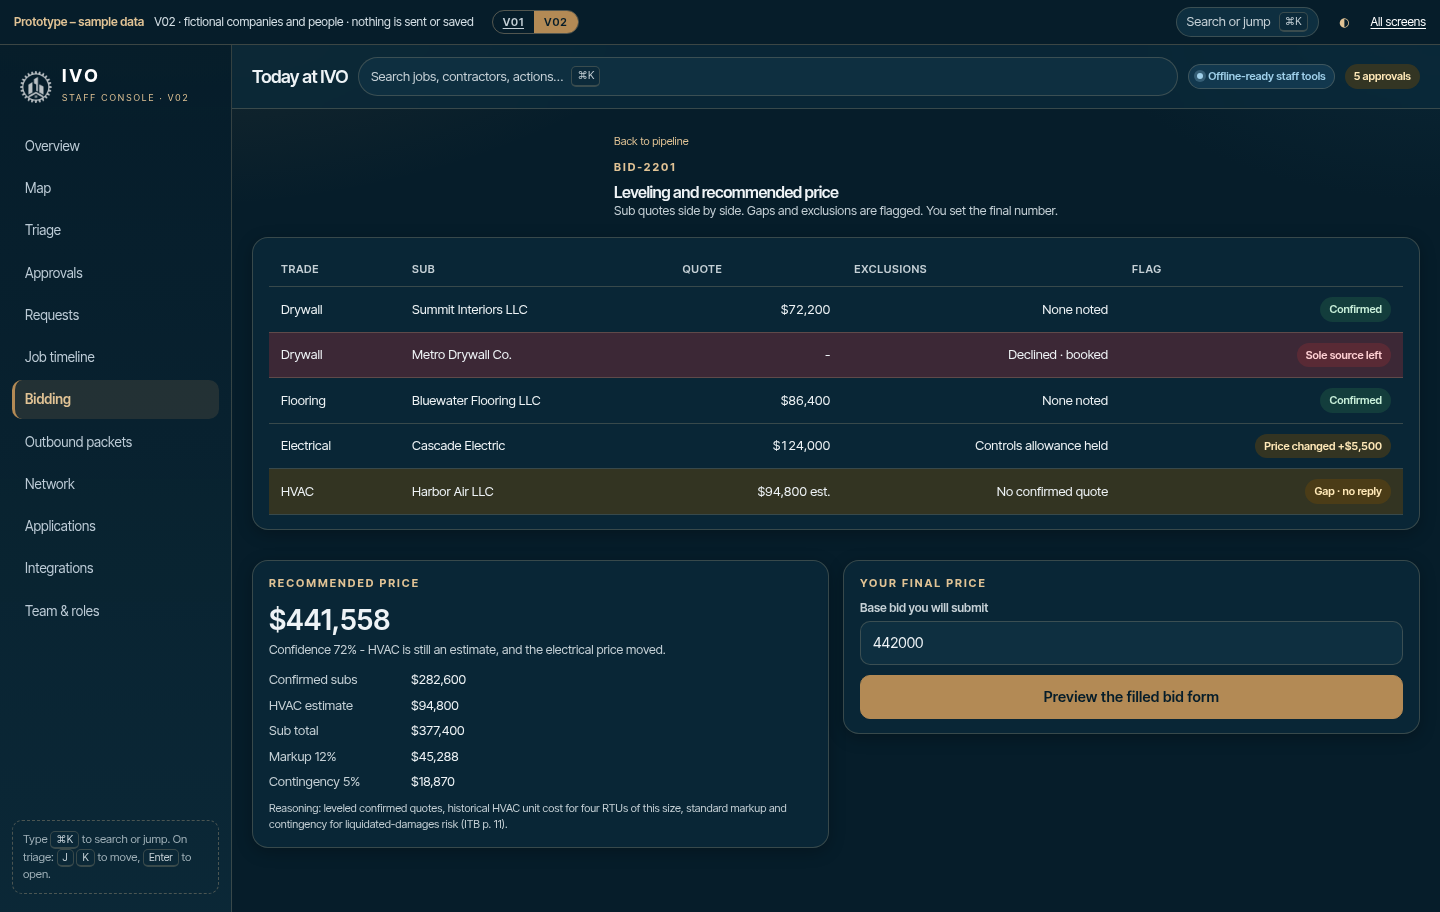 Prototype – sample data V02 · fictional companies and people · nothing is sent or saved V01 V02 Search or jump ⌘K All screens
IVO
STAFF CONSOLE · V02
Overview
Map
Triage
Approvals
Requests
Job timeline
Bidding
Outbound packets
Network
Applications
Integrations
Team & roles
Type ⌘K to search or jump. On
triage: J K to move, Enter to
open.
Today at IVO Search jobs, contractors, actions... ⌘K Offline-ready staff tools 5 approvals
Back to pipeline
BID-2201
Leveling and recommended price
Sub quotes side by side. Gaps and exclusions are flagged. You set the final number.
TRADE SUB QUOTE EXCLUSIONS FLAG
Drywall Summit Interiors LLC $72,200 None noted Confirmed
Drywall Metro Drywall Co. - Declined · booked Sole source left
Flooring Bluewater Flooring LLC $86,400 None noted Confirmed
Electrical Cascade Electric $124,000 Controls allowance held Price changed +$5,500
HVAC Harbor Air LLC $94,800 est. No confirmed quote Gap · no reply
RECOMMENDED PRICE
$441,558
Confidence 72% - HVAC is still an estimate, and the electrical price moved.
Confirmed subs $282,600
HVAC estimate $94,800
Sub total $377,400
Markup 12% $45,288
Contingency 5% $18,870
Reasoning: leveled confirmed quotes, historical HVAC unit cost for four RTUs of this size, standard markup and
contingency for liquidated-damages risk (ITB p. 11).
YOUR FINAL PRICE
Base bid you will submit
442000
Preview the filled bid form